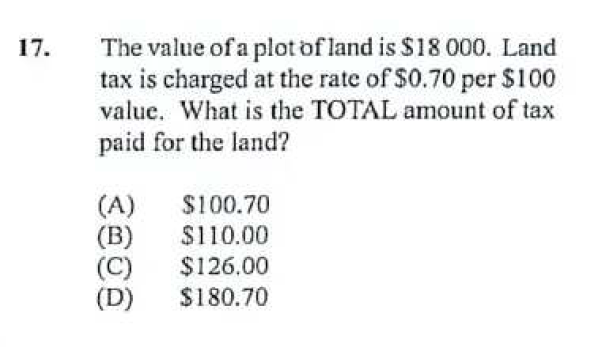 17. The value of a plot of land is $18 000. Land
tax is charged at the rate of $0.70 per $100
value. What is the TOTAL amount of tax
paid for the land?
(A) $100.70
(B) $110.00
(C) $126.00
(D) $180.70